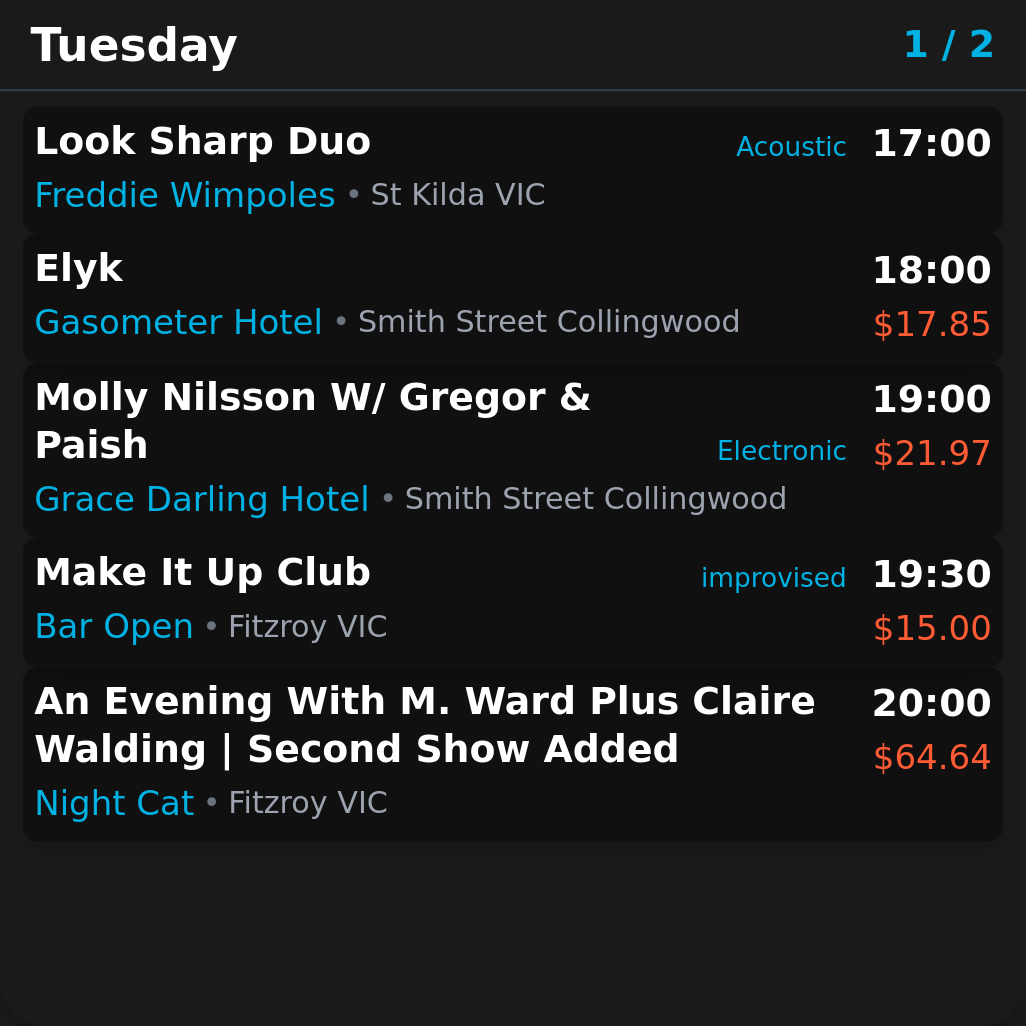 Tuesday 1 / 2
Look Sharp Duo Acoustic 17:00
Freddie Wimpoles • St Kilda VIC
Elyk 18:00
Gasometer Hotel • Smith Street Collingwood $17.85
Molly Nilsson W/ Gregor & 19:00
Paish Electronic $21.97
Grace Darling Hotel • Smith Street Collingwood
Make It Up Club improvised 19:30
Bar Open • Fitzroy VIC $15.00
An Evening With M. Ward Plus Claire 20:00
Walding | Second Show Added $64.64
Night Cat • Fitzroy VIC